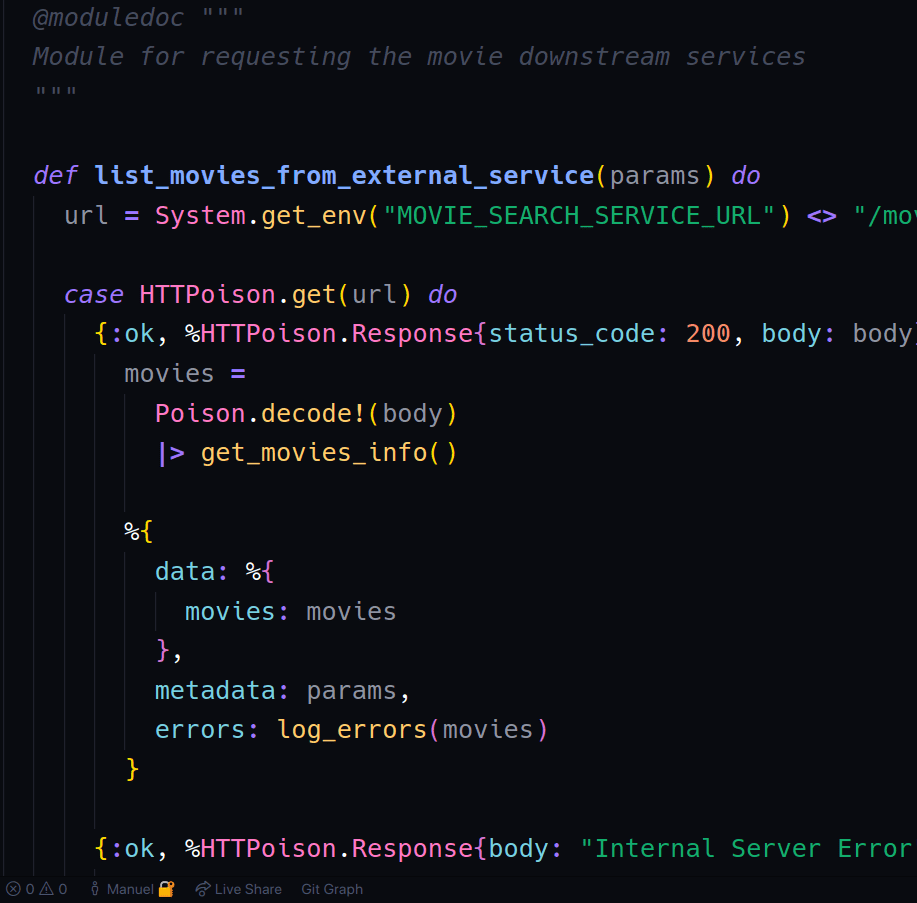 @moduledoc """
Module for requesting the movie downstream services
"""
def list_movies_from_external_service(params) do
url = System.get_env("MOVIE_SEARCH_SERVICE_URL") <> "/mov
case HTTPoison.get(url) do
{:ok, %HTTPoison.Response{status_code: 200, body: body}
movies =
Poison.decode!(body)
|> get_movies_info()
%{
data: %{
movies: movies
},
metadata: params,
errors: log_errors(movies)
}
{:ok, %HTTPoison.Response{body: "Internal Server Error
0 0 Manuel 🔐 Live Share Git Graph